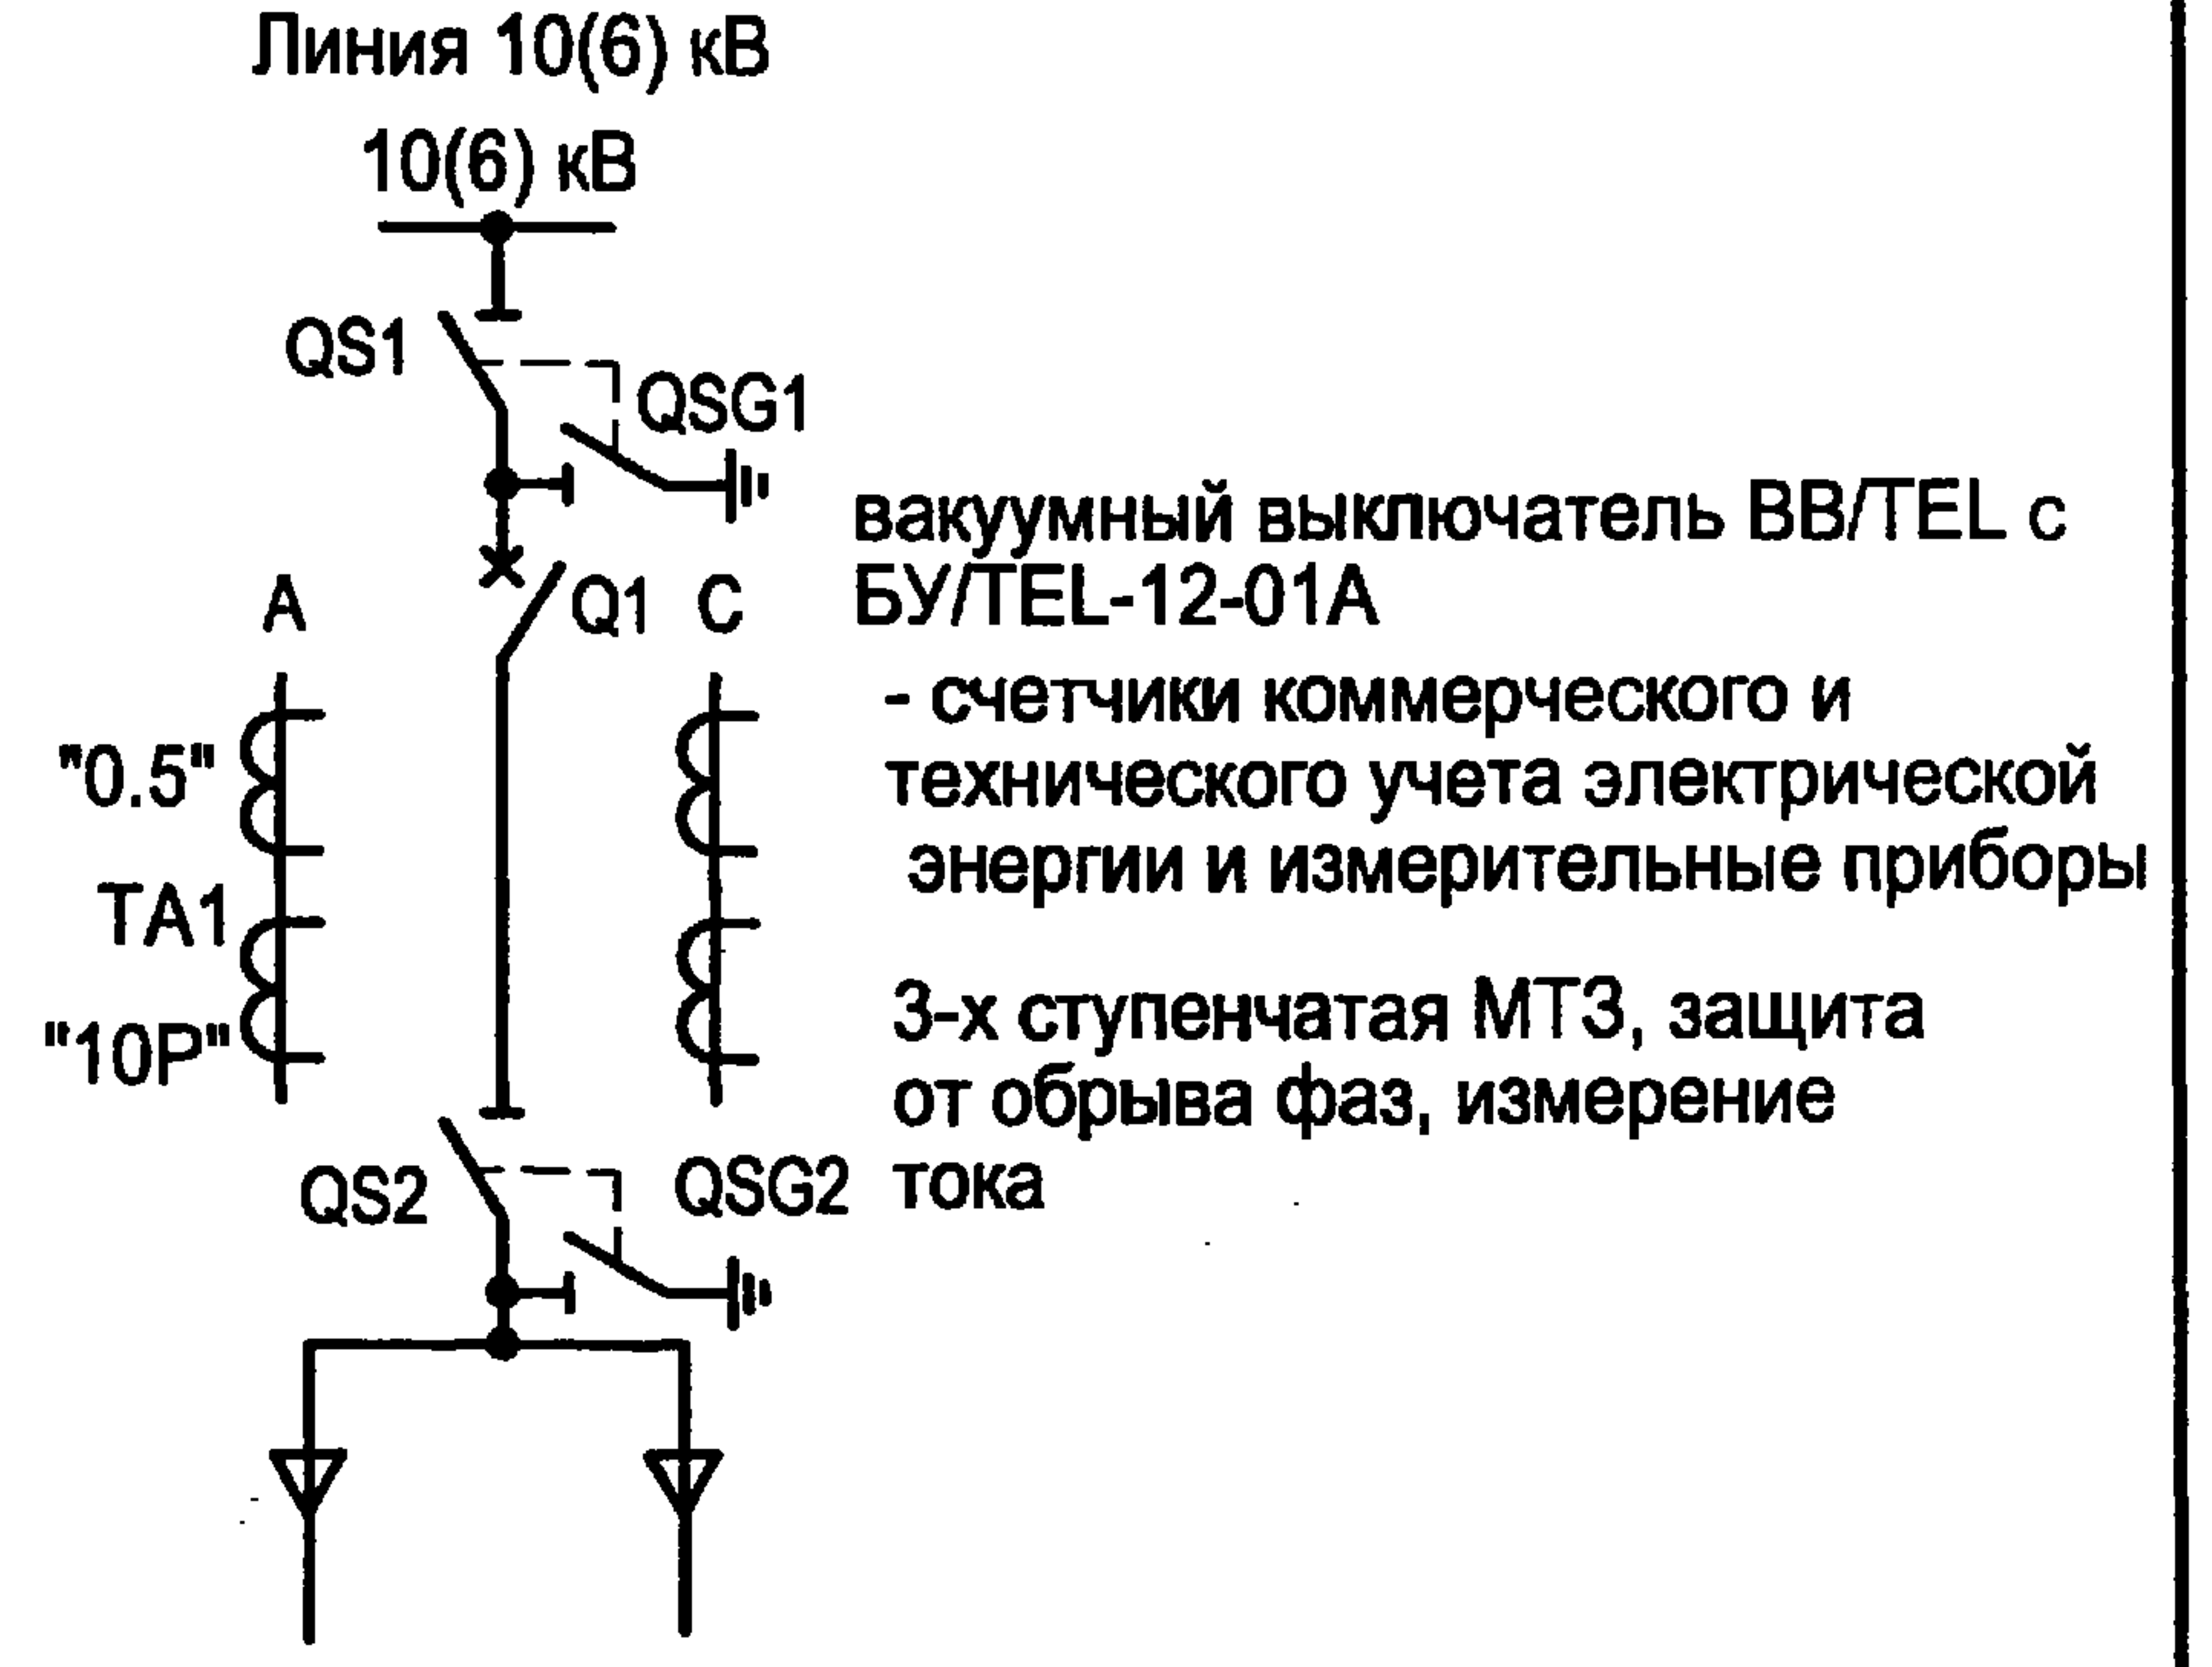 Линия 10(6) кВ
10(6) кВ
QS1
QSG1
вакуумный выключатель ВВ/TEL с
БУ/TEL-12-01А
A
Q1
C
- счетчики коммерческого и
технического учета электрической
энергии и измерительные приборы
"0.5"
TA1
"10P"
3-х ступенчатая МТЗ, защита
от обрыва фаз, измерение
тока
QS2
QSG2